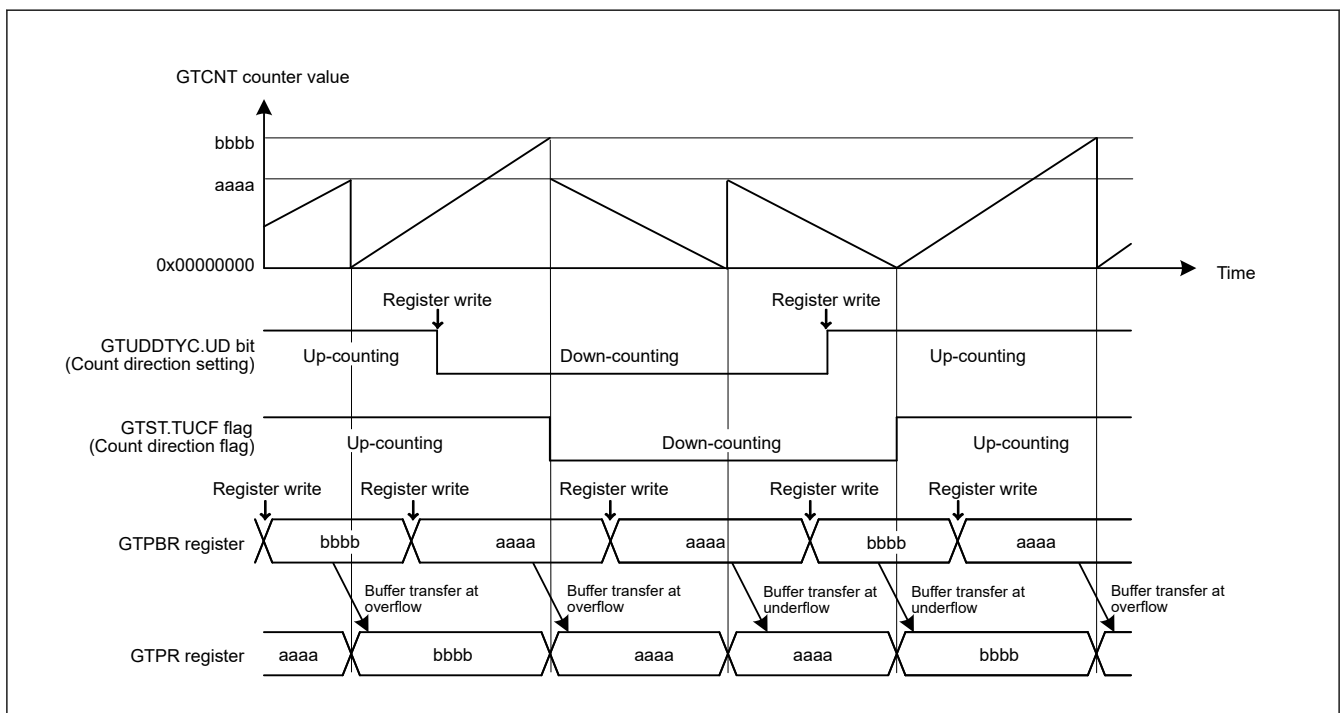 GTCNT counter value
bbbb
aaaa
0x00000000
Time
Register write
Register write
GTUDDTYC.UD bit
(Count direction setting)
Up-counting
Down-counting
Up-counting
GTST.TUCF flag
(Count direction flag)
Up-counting
Down-counting
Up-counting
Register write
Register write
Register write
Register write
Register write
GTPBR register
bbbb
aaaa
aaaa
bbbb
aaaa
Buffer transfer at
overflow
Buffer transfer at
overflow
Buffer transfer at
underflow
Buffer transfer at
underflow
Buffer transfer at
overflow
GTPR register
aaaa
bbbb
aaaa
aaaa
bbbb